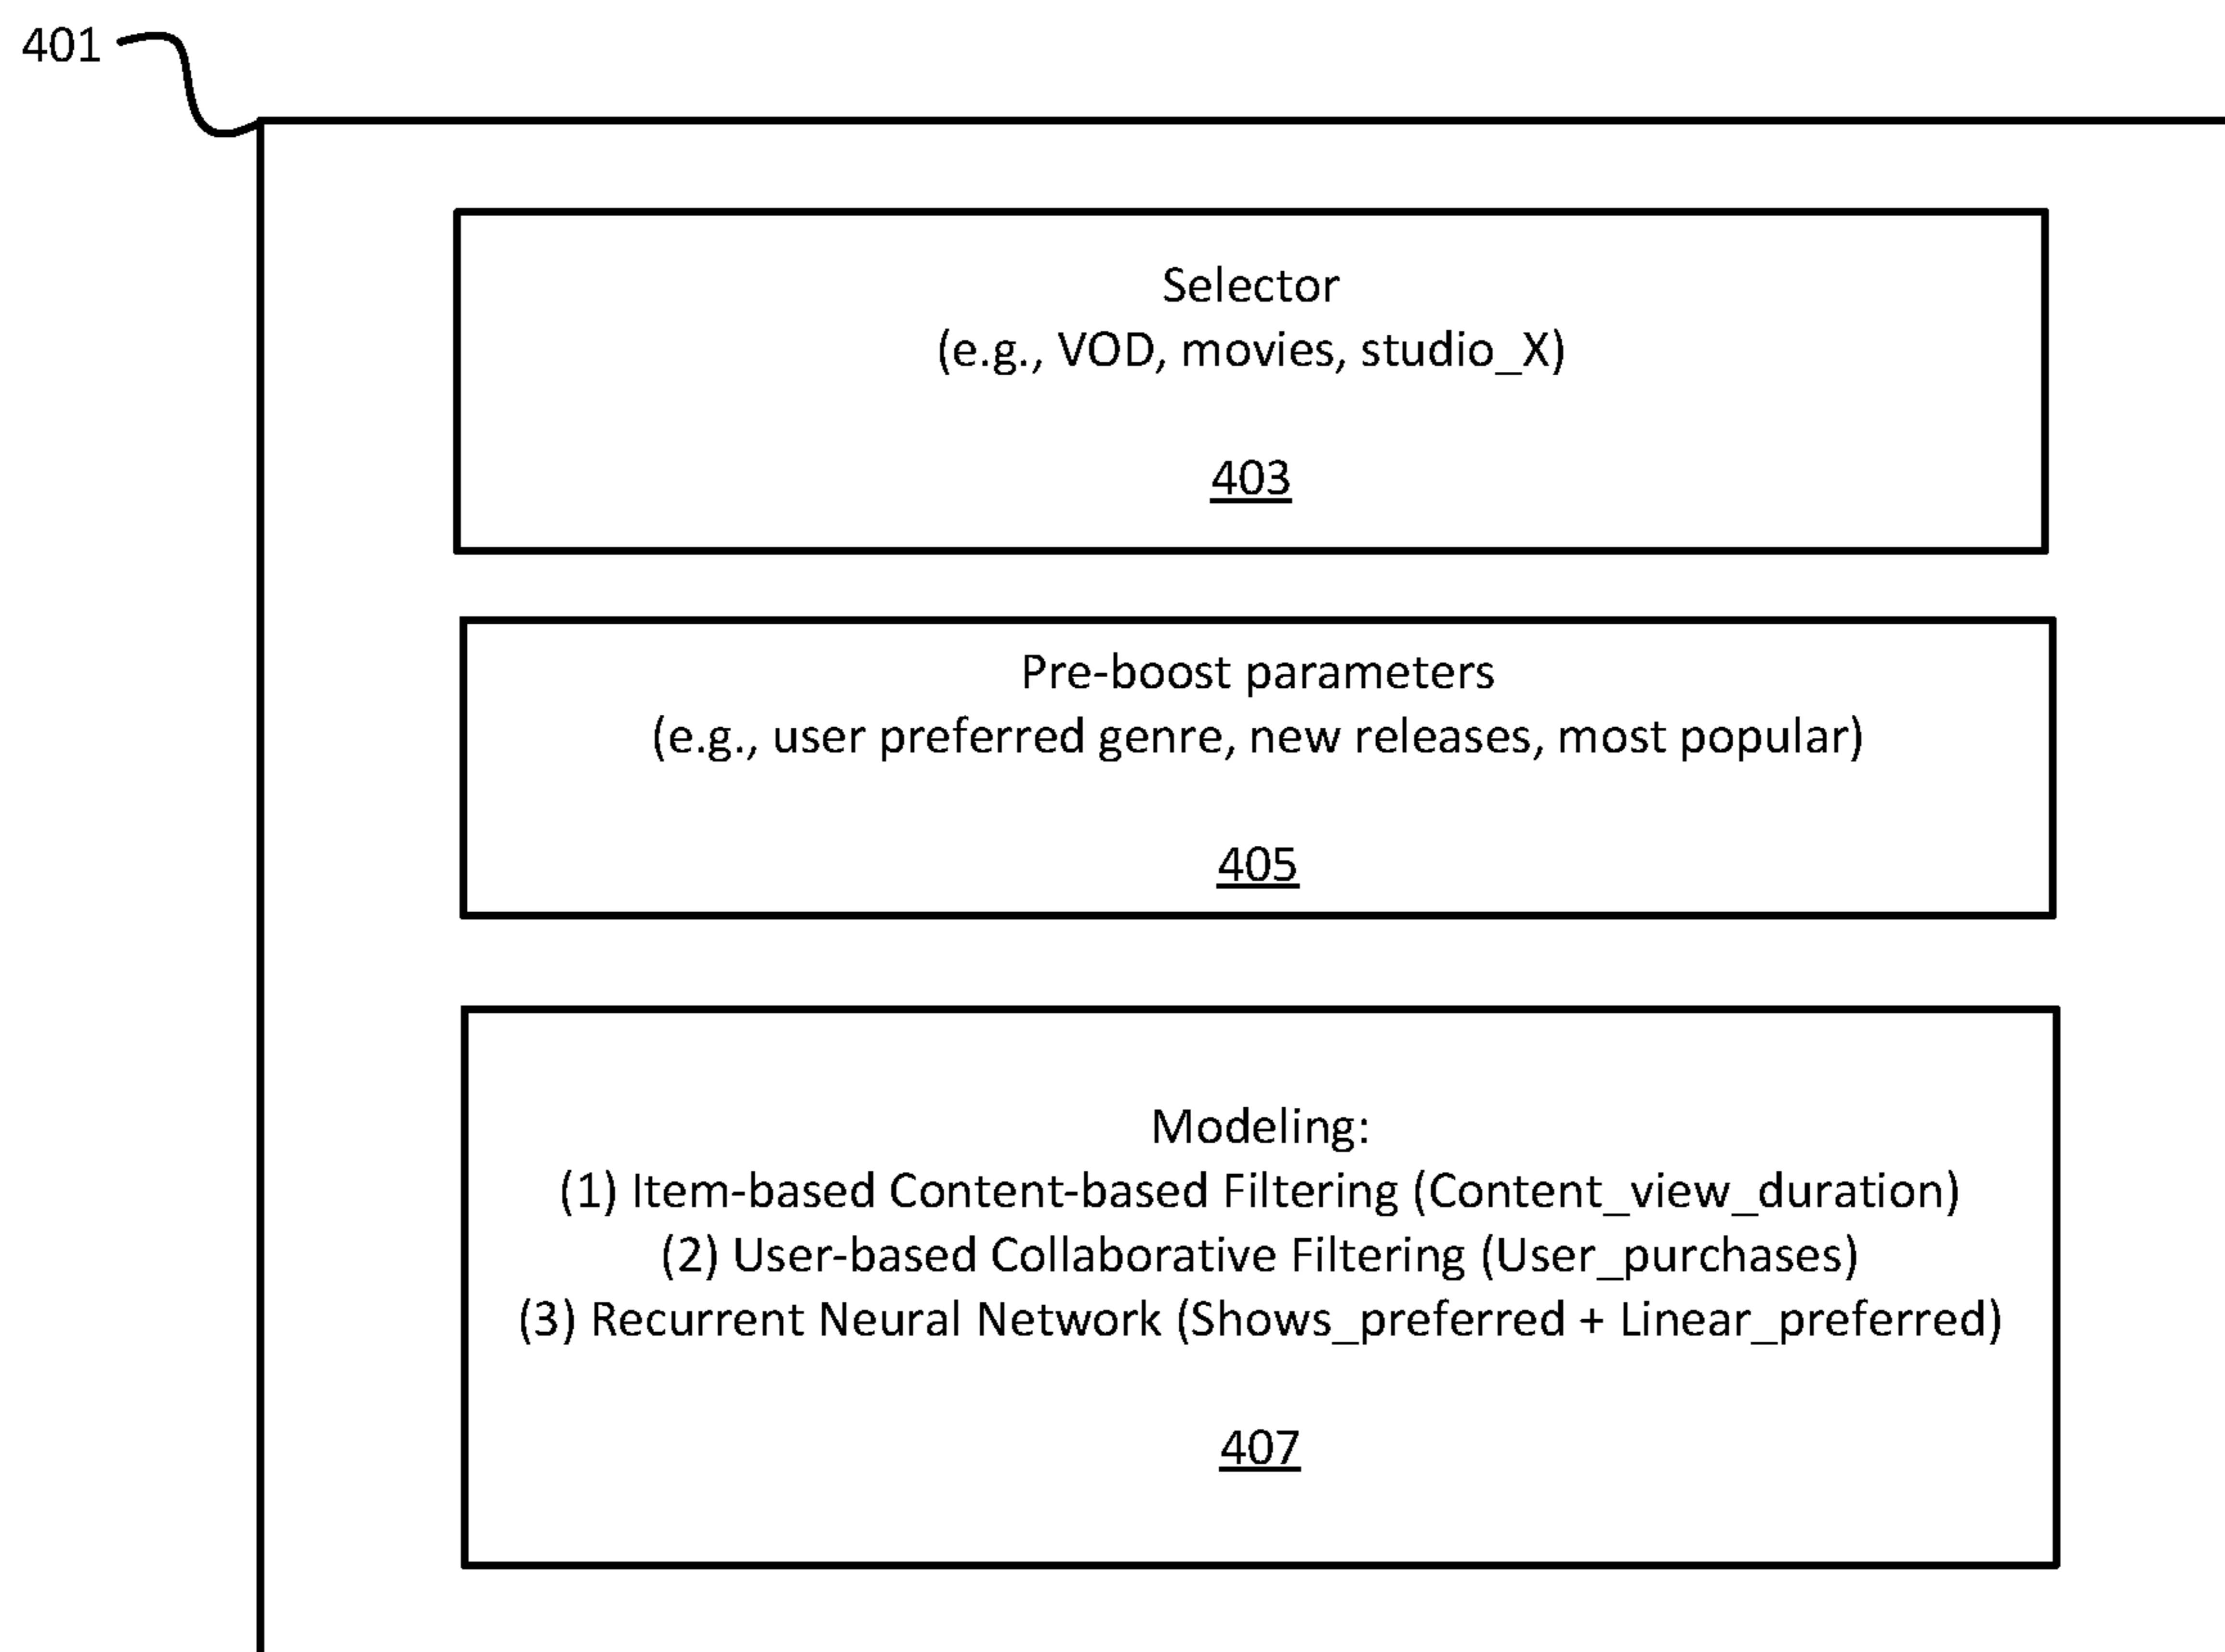 401
Selector
(e.g., VOD, movies, studio_X)
403
Pre-boost parameters
(e.g., user preferred genre, new releases, most popular)
405
Modeling:
(1) Item-based Content-based Filtering (Content_view_duration)
(2) User-based Collaborative Filtering (User_purchases)
(3) Recurrent Neural Network (Shows_preferred + Linear_preferred)
407